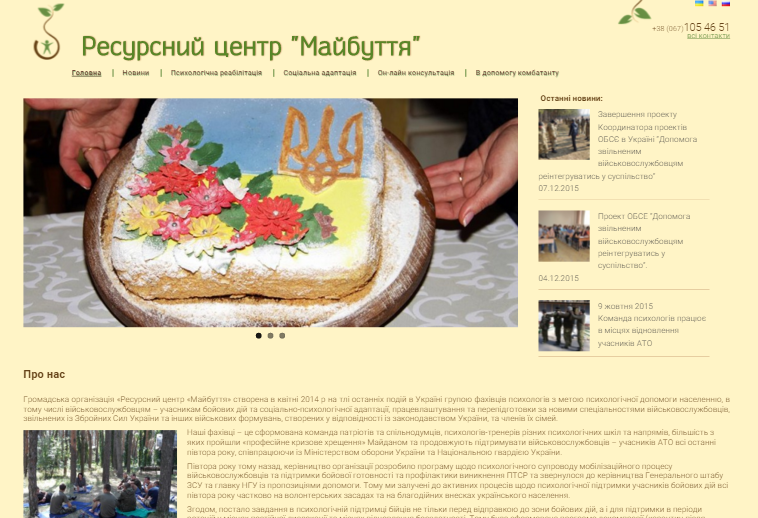 +38 (067) 105 46 51
всі контакти
Ресурсний центр "Майбуття"
Головна | Новини | Психологічна реабілітація | Соціальна адаптація | Он-лайн консультація | В допомогу комбатанту
Останні новини:
Завершення проекту
Координатора проектів
ОБСЄ в Україні "Допомога
звільненим
військовослужбовцям
реінтегруватись у суспільство"
07.12.2015
Проект ОБСЕ "Допомога
звільненим
військовослужбовцям
реінтегруватись у
суспільство".
04.12.2015
9 жовтня 2015
Команда психологів працює
в місцях відновлення
учасників АТО
Про нас
Громадська організація «Ресурсний центр «Майбуття» створена в квітні 2014 р на тлі останніх подій в Україні групою фахівців психологів з метою психологічної допомоги населенню, в
тому числі військовослужбовцям – учасникам бойових дій та соціально-психологічної адаптації, працевлаштування та перепідготовки за новими спеціальностями військовослужбовців,
звільнених із Збройних Сил України та інших військових формувань, створених у відповідності із законодавством України, та членів їх сімей.
Наші фахівці – це сформована команда патріотів та спільнодумців, психологів-тренерів різних психологічних шкіл та напрямів, більшість з
яких пройшли «професійне кризове хрещення» Майданом та продовжують підтримувати військовослужбовців – учасників АТО всі останні
півтора року, співпрацюючи із Міністерством оборони України та Національною гвардією України.
Півтора року тому назад, керівництво організації розробило програму щодо психологічного супроводу мобілізаційного процесу
військовослужбовців та підтримки бойової готовності та профілактики виникнення ПТСР та звернулося до керівництва Генерального штабу
ЗСУ та главку НГУ із пропозиціями допомоги. Тому ми залучені до активних процесів щодо психологічної підтримки учасників бойових дій всі
півтора року частково на волонтерських засадах та на благодійних внесках українського населення.
Згодом, постало завдання в психологічній підтримці бійців не тільки перед відправкою до зони бойових дій, а і для підтримки в періоди